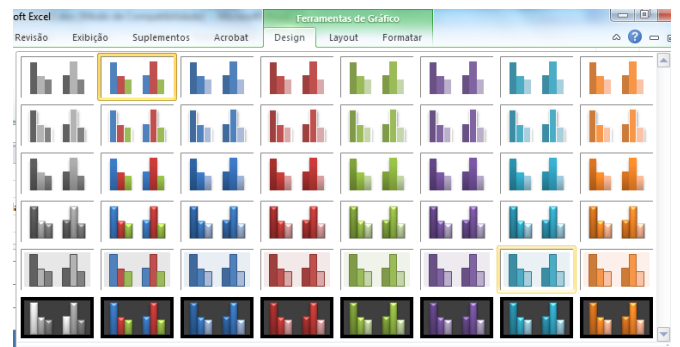 oft Excel
Ferramentas de Gráfico
Revisão Exibição Suplementos Acrobat Design Layout Formatar